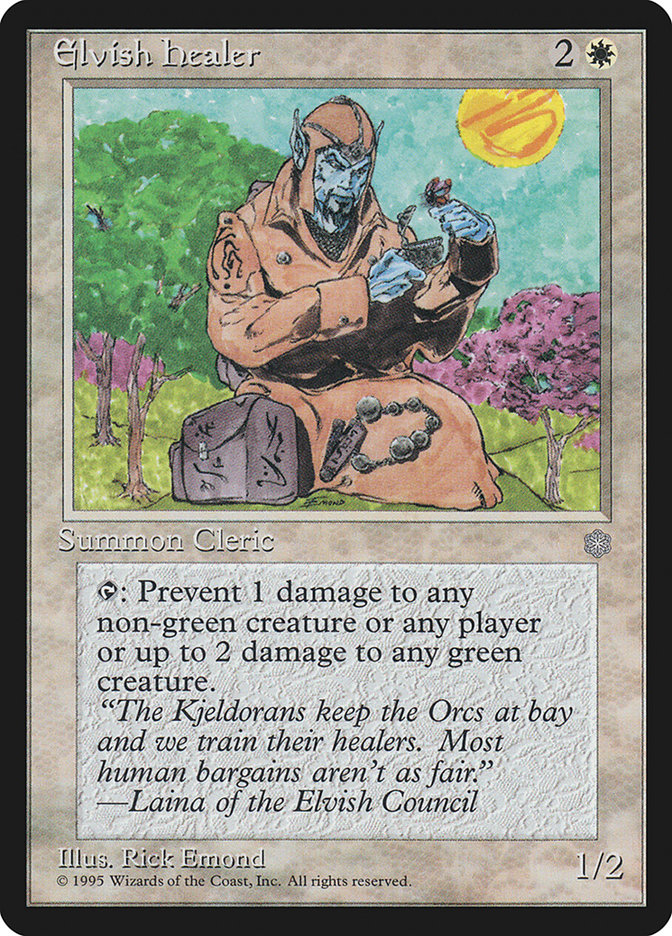 Elvish Healer 2
EMOND
Summon Cleric
: Prevent 1 damage to any
non-green creature or any player
or up to 2 damage to any green
creature.
“The Kjeldorans keep the Orcs at bay
and we train their healers. Most
human bargains aren’t as fair.”
—Laina of the Elvish Council
Illus. Rick Emond
1/2
© 1995 Wizards of the Coast, Inc. All rights reserved.